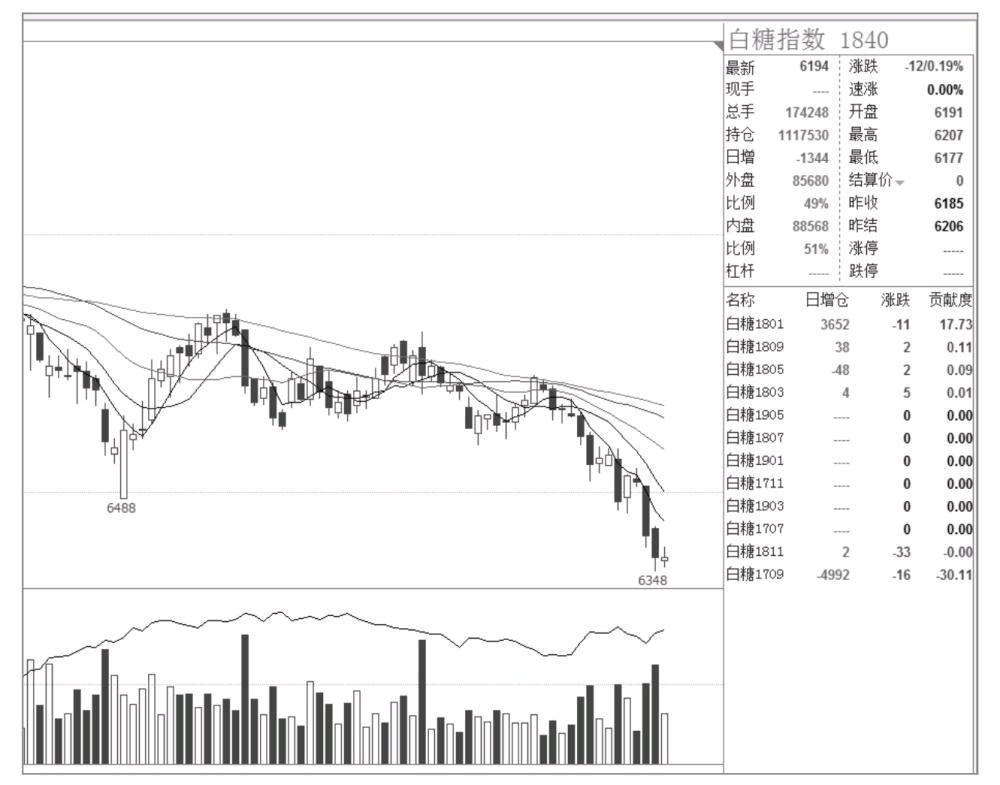 白糖指数 1840
最新 6194 涨跌 -12/0.19%
现手 ---- 速涨 0.00%
总手 174248 开盘 6191
持仓 1117530 最高 6207
日增 -1344 最低 6177
外盘 85680 结算价 0
比例 49% 昨收 6185
内盘 88568 昨结 6206
比例 51% 涨停 -----
杠杆 ----- 跌停 -----
名称 日增仓 涨跌 贡献度
白糖1801 3652 -11 17.73
白糖1809 38 2 0.11
白糖1805 -48 2 0.09
白糖1803 4 5 0.01
白糖1905 ---- 0 0.00
白糖1807 ---- 0 0.00
白糖1901 ---- 0 0.00
白糖1711 ---- 0 0.00
白糖1903 ---- 0 0.00
白糖1707 ---- 0 0.00
白糖1811 2 -33 -0.00
白糖1709 -4992 -16 -30.11
6488
6348